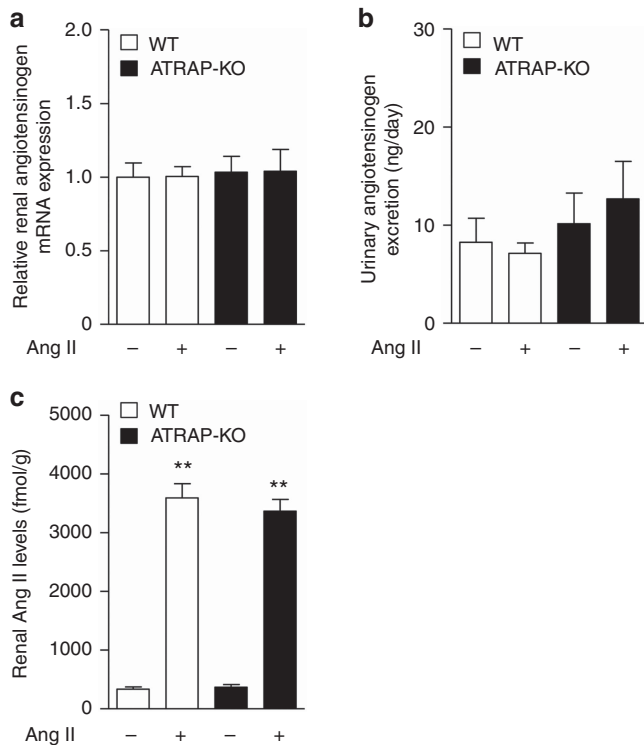 a
Relative renal angiotensinogen
mRNA expression
2.0
1.5
1.0
0.5
0
WT
ATRAP-KO
Ang II – + – +
b
Urinary angiotensinogen
excretion (ng/day)
30
20
10
0
WT
ATRAP-KO
Ang II – + – +
c
Renal Ang II levels (fmol/g)
5000
4000
3000
2000
1000
0
WT
ATRAP-KO
**
**
Ang II – + – +